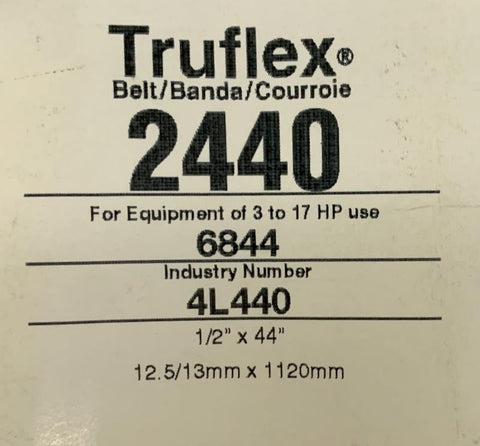 Truflex®
Belt/Banda/Courroie
2440
For Equipment of 3 to 17 HP use
6844
Industry Number
4L440
1/2" x 44"
12.5/13mm x 1120mm